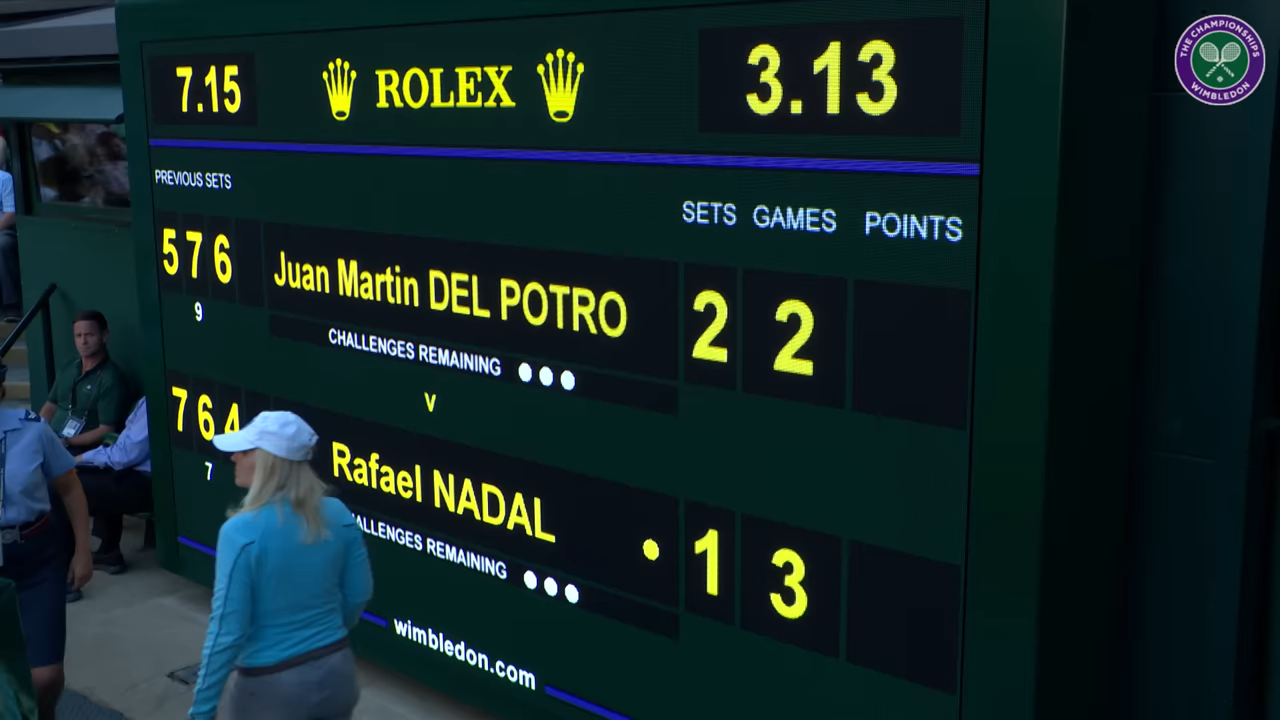 7.15 ROLEX 3.13
PREVIOUS SETS SETS GAMES POINTS
5 7 6 Juan Martin DEL POTRO 2 2
9
CHALLENGES REMAINING
V
7 6 4 Rafael NADAL • 1 3
7
ALLENGES REMAINING
wimbledon.com
THE CHAMPIONSHIPS
WIMBLEDON